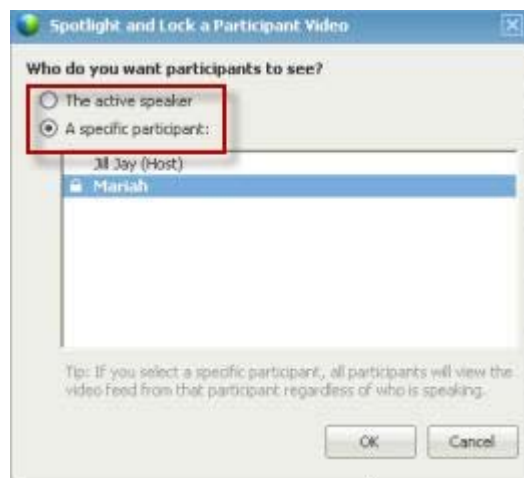 Spotlight and Lock a Participant Video
Who do you want participants to see?
The active speaker
A specific participant:
Jill Jay (Host)
Mariah
Tip: If you select a specific participant, all participants will view the
video feed from that participant regardless of who is speaking.
OK Cancel